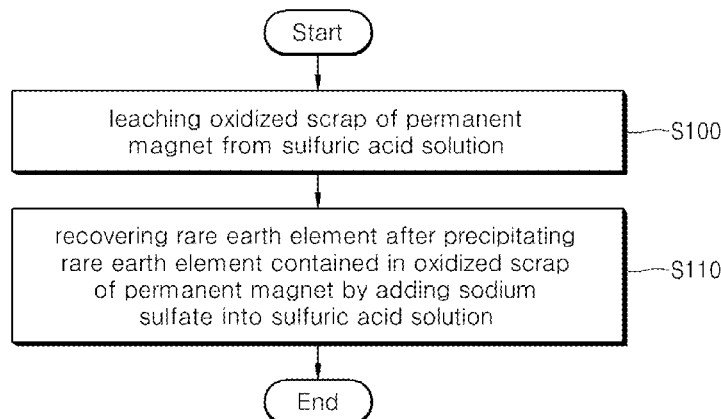 Start
leaching oxidized scrap of permanent
magnet from sulfuric acid solution
S100
recovering rare earth element after precipitating
rare earth element contained in oxidized scrap
of permanent magnet by adding sodium
sulfate into sulfuric acid solution
S110
End